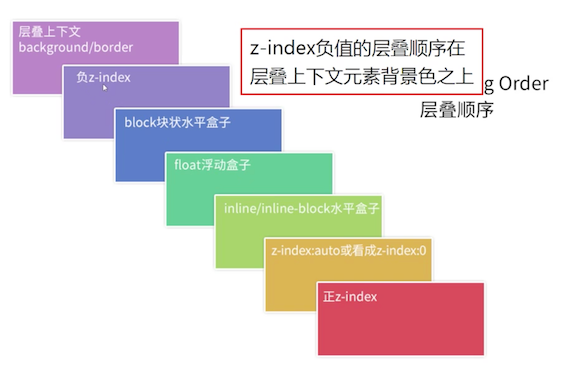 层叠上下文
background/border
负z-index
block块状水平盒子
float浮动盒子
inline/inline-block水平盒子
z-index:auto或看成z-index:0
正z-index
z-index负值的层叠顺序在
层叠上下文元素背景色之上
g Order
层叠顺序